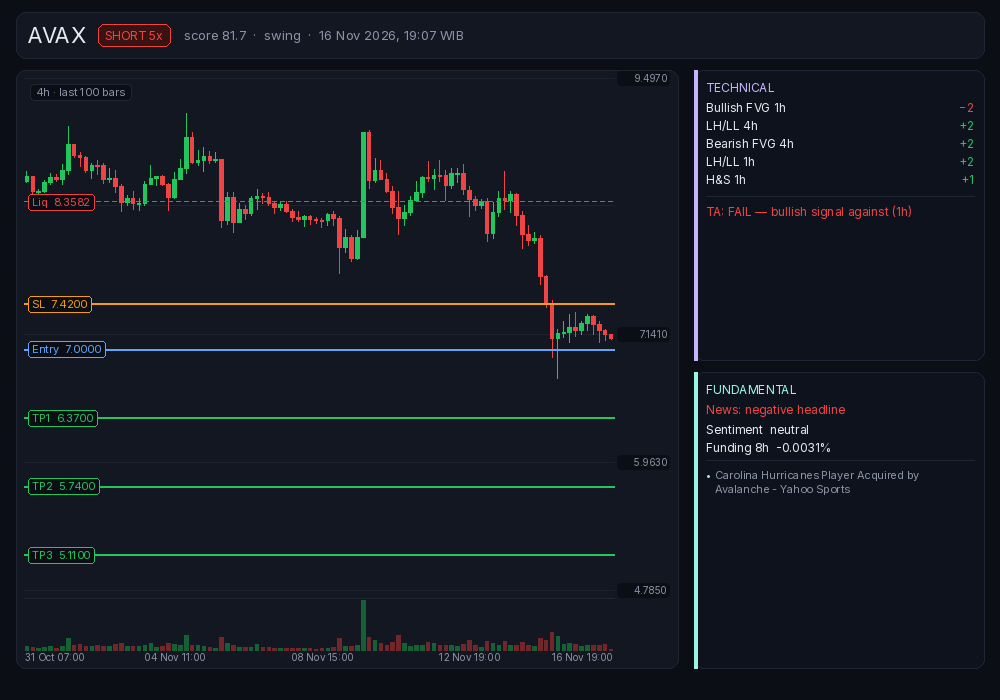 AVAX SHORT 5x score 81.7 · swing · 16 Nov 2026, 19:07 WIB
4h · last 100 bars
9.4970
Liq 8.3582
SL 7.4200
7.1410
Entry 7.0000
TP1 6.3700
5.9630
TP2 5.7400
TP3 5.1100
4.7850
31 Oct 07:00 04 Nov 11:00 08 Nov 15:00 12 Nov 19:00 16 Nov 19:00
TECHNICAL
Bullish FVG 1h −2
LH/LL 4h +2
Bearish FVG 4h +2
LH/LL 1h +2
H&S 1h +1
TA: FAIL — bullish signal against (1h)
FUNDAMENTAL
News: negative headline
Sentiment neutral
Funding 8h -0.0031%
• Carolina Hurricanes Player Acquired by
Avalanche - Yahoo Sports